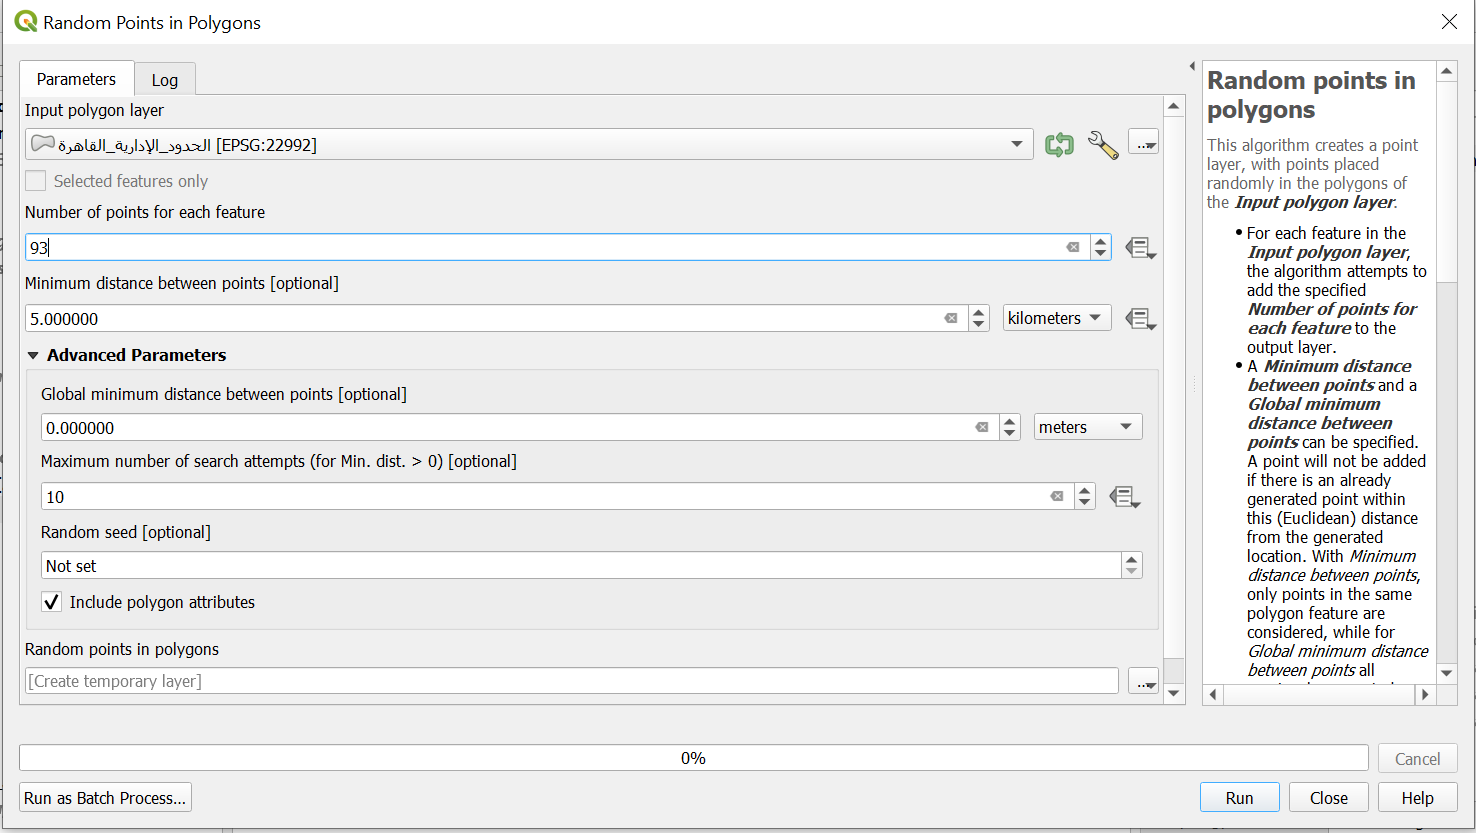 Random Points in Polygons
Parameters
Log
Input polygon layer
الحدود_الإدارية_القاهرة [EPSG:22992]
...
Selected features only
Number of points for each feature
93
Minimum distance between points [optional]
5.000000
kilometers
Advanced Parameters
Global minimum distance between points [optional]
0.000000
meters
Maximum number of search attempts (for Min. dist. > 0) [optional]
10
Random seed [optional]
Not set
Include polygon attributes
Random points in polygons
[Create temporary layer]
...
Random points in
polygons
This algorithm creates a point
layer, with points placed
randomly in the polygons of
the Input polygon layer.
• For each feature in the
Input polygon layer,
the algorithm attempts to
add the specified
Number of points for
each feature to the
output layer.
• A Minimum distance
between points and a
Global minimum
distance between
points can be specified.
A point will not be added
if there is an already
generated point within
this (Euclidean) distance
from the generated
location. With Minimum
distance between points,
only points in the same
polygon feature are
considered, while for
Global minimum distance
between points all
0%
Cancel
Run as Batch Process...
Run
Close
Help